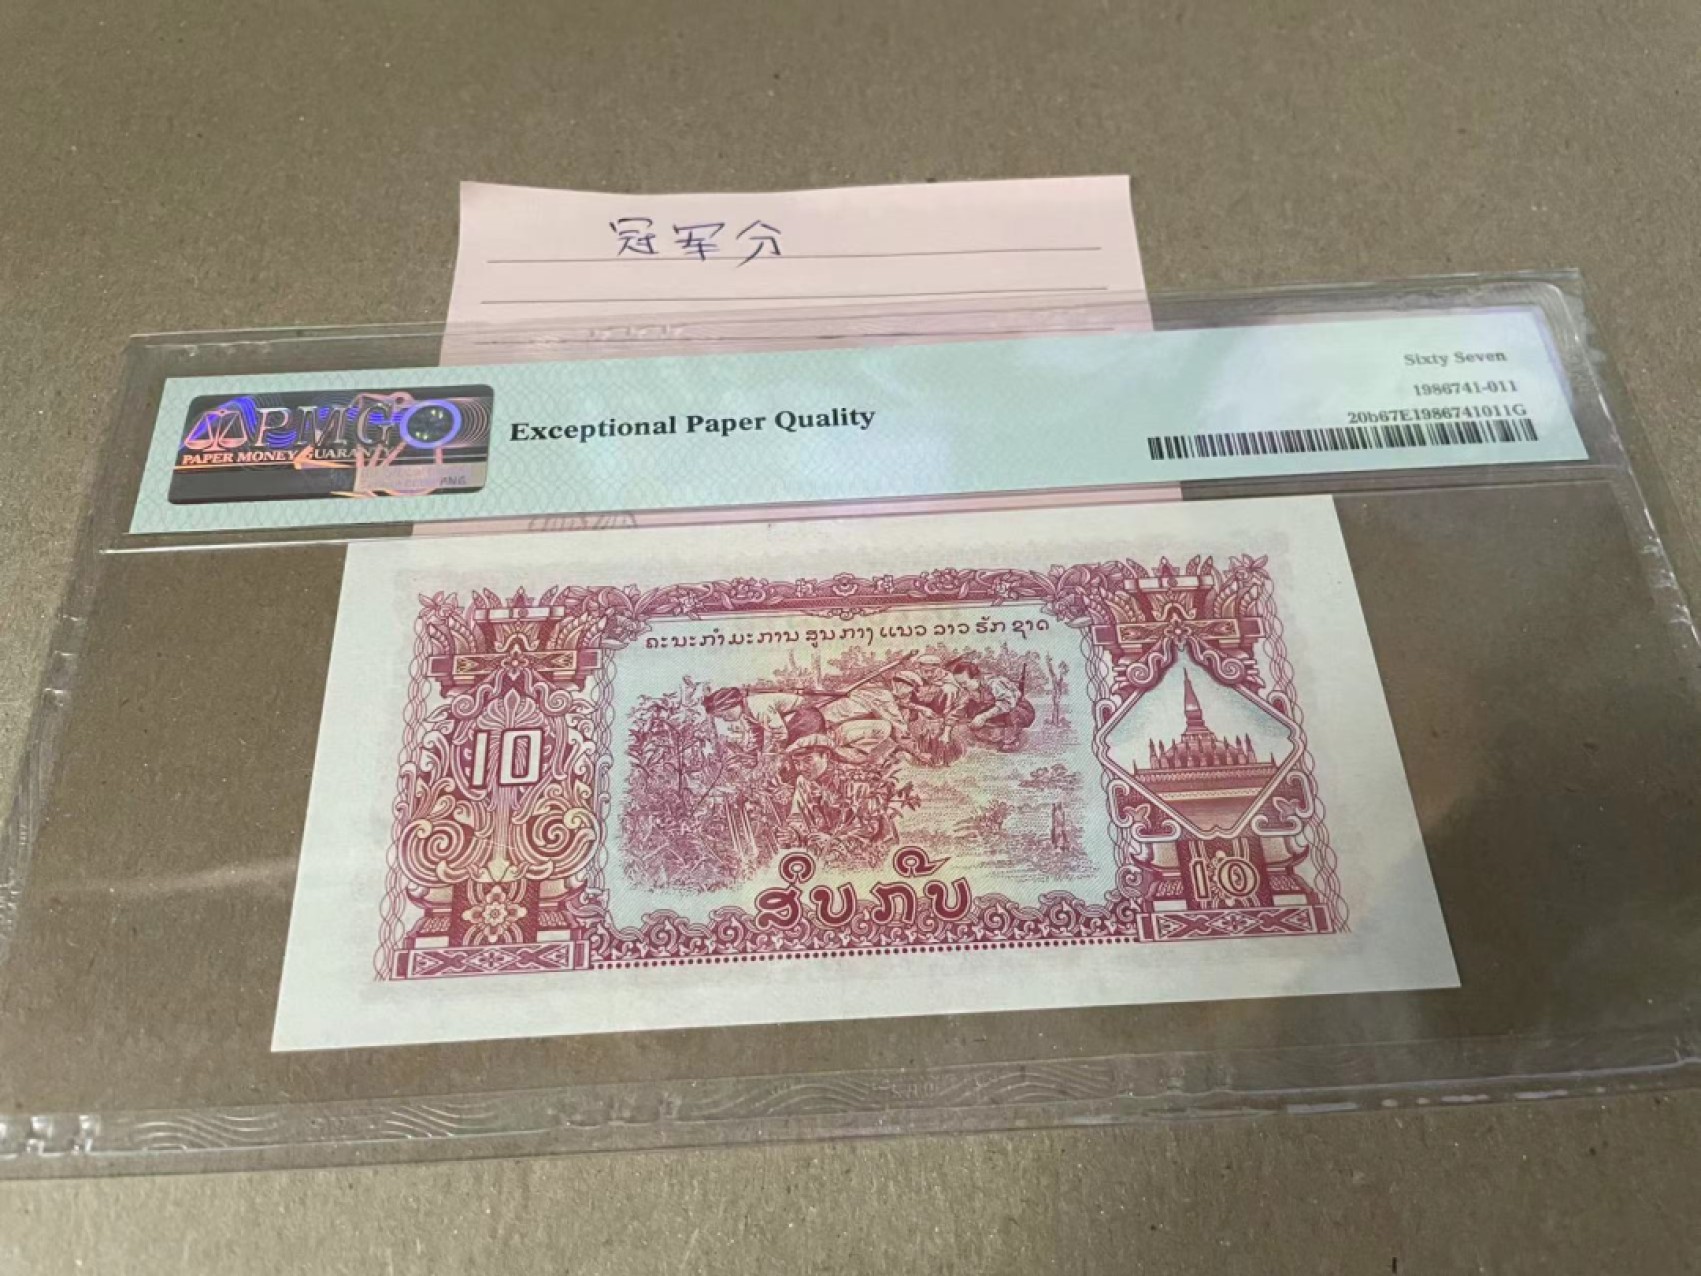 冠军分
PMG
PAPER MONEY GUARANTY
Exceptional Paper Quality
Sixty Seven
1986741-011
20b67E1986741011G
ຄະນະກຳມະການ ສູນກາງ ແນວ ລາວ ຮັກ ຊາດ
10
ສິບກີບ
10